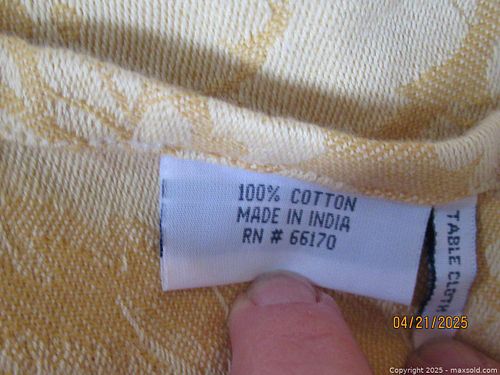 100% COTTON
MADE IN INDIA
RN # 66170
TABLE CLOTH
04/21/2025
Copyright 2025 - maxsold.com